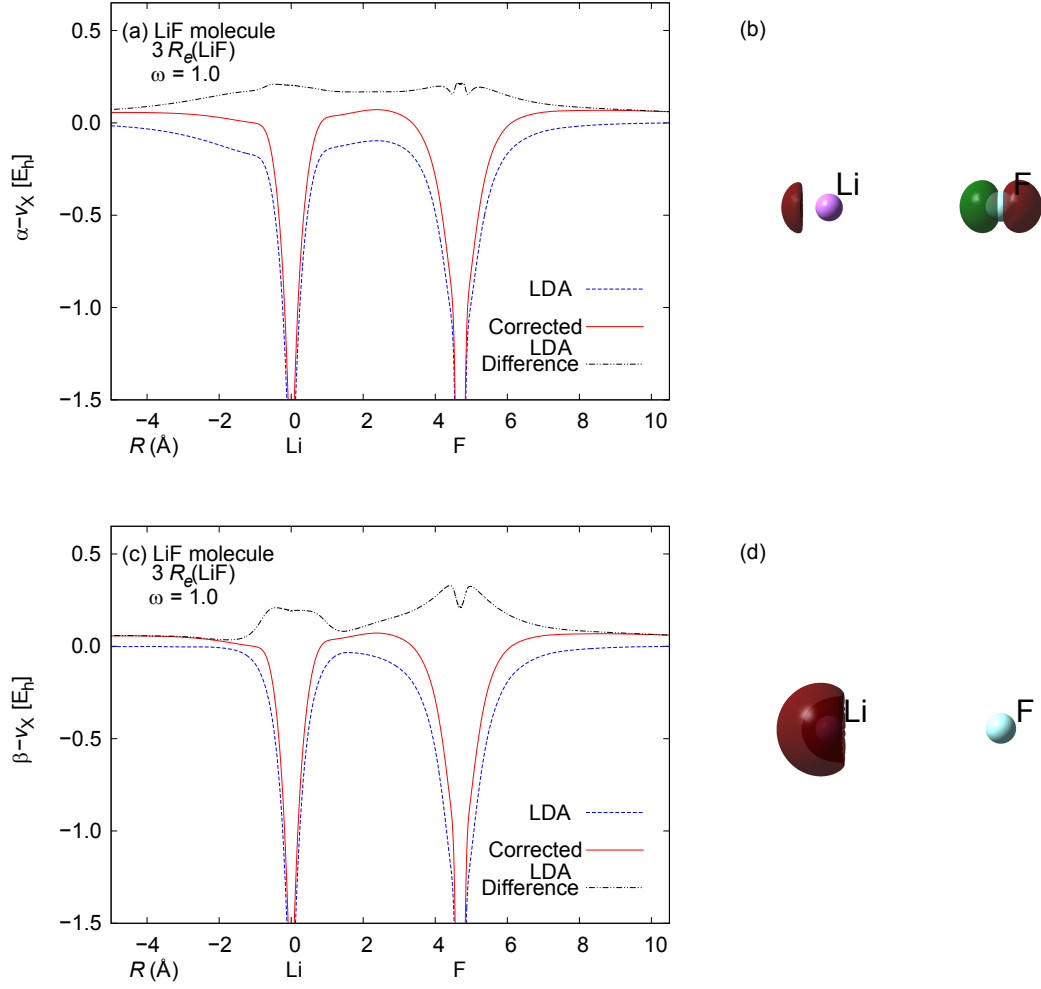 (a) LiF molecule
3 Rₑ(LiF)
ω = 1.0
α−vX [Eh]
0.5
0.0
−0.5
−1.0
−1.5
LDA
Corrected
LDA
Difference
−4 −2 0 2 4 6 8 10
R (Å) Li F
(b)
Li F
(c) LiF molecule
3 Rₑ(LiF)
ω = 1.0
β−vX [Eh]
0.5
0.0
−0.5
−1.0
−1.5
LDA
Corrected
LDA
Difference
−4 −2 0 2 4 6 8 10
R (Å) Li F
(d)
Li F